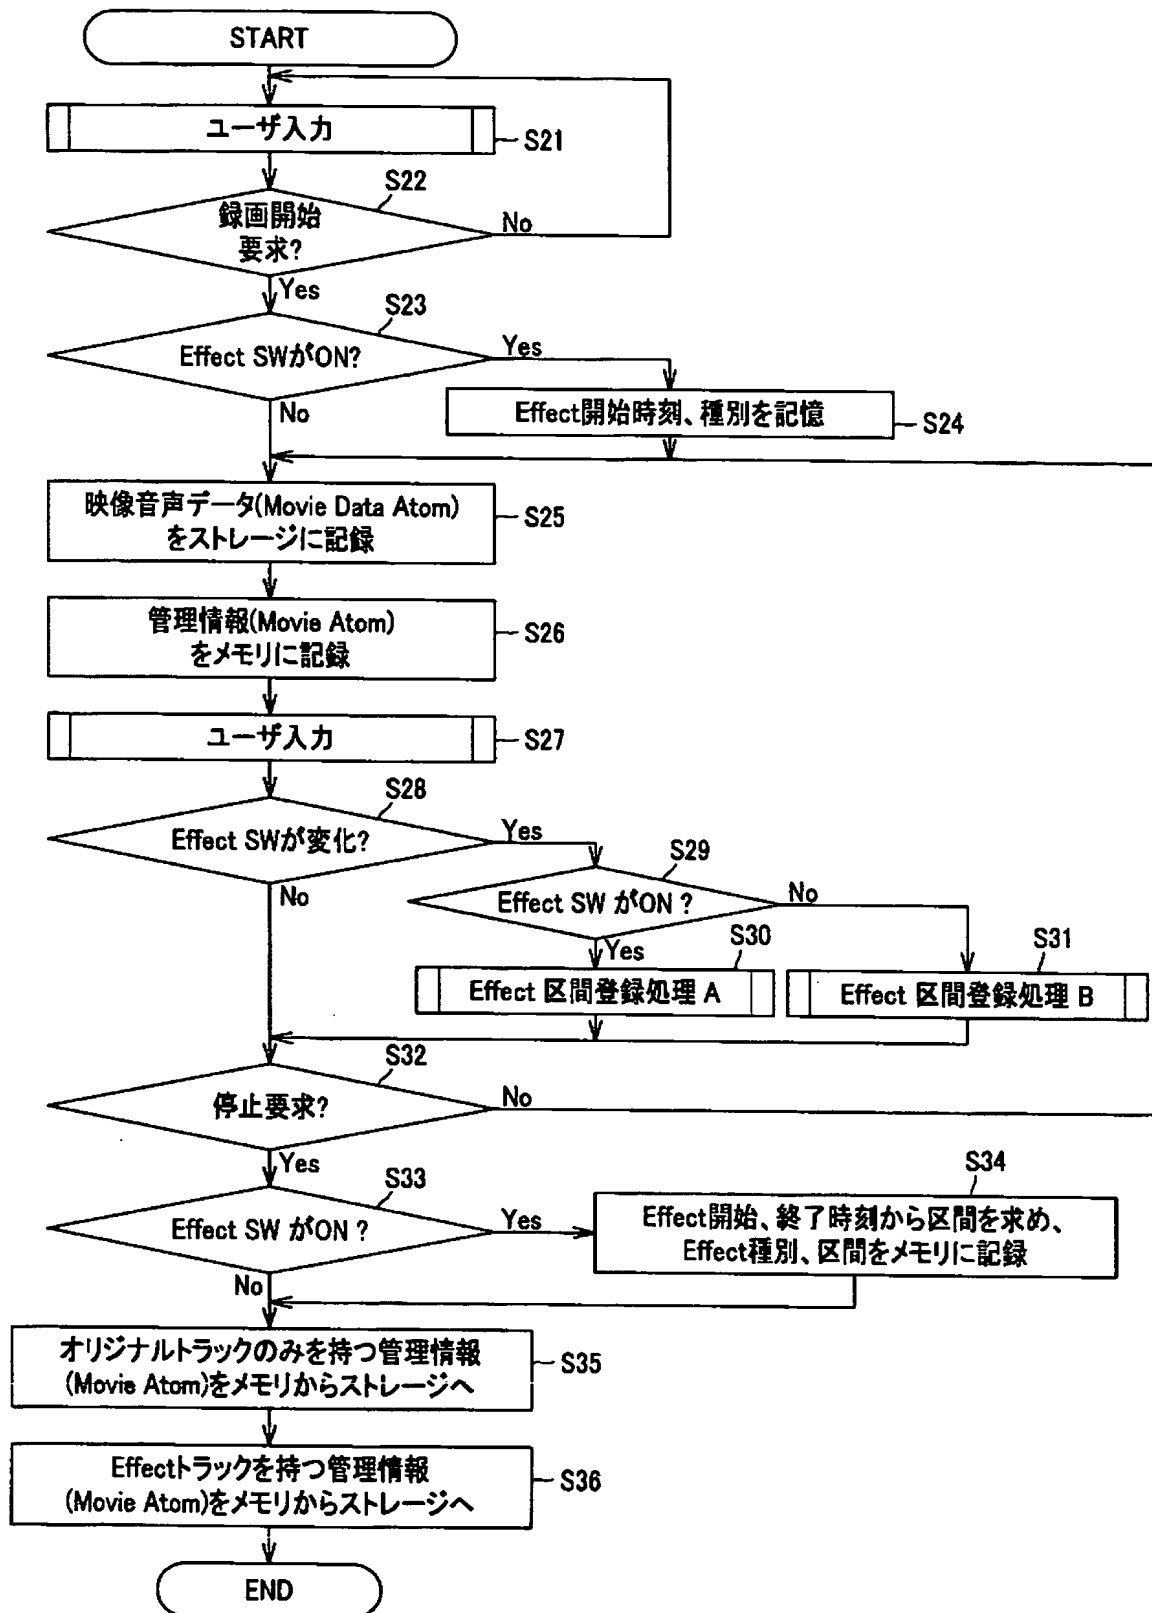 START
ユーザ入力
S21
S22
録画開始
要求?
No
Yes
S23
Effect SWがON?
Yes
No
Effect開始時刻、種別を記憶
S24
映像音声データ(Movie Data Atom)
をストレージに記録
S25
管理情報(Movie Atom)
をメモリに記録
S26
ユーザ入力
S27
S28
Effect SWが変化?
Yes
No
S29
Effect SW がON ?
No
Yes
S30
Effect 区間登録処理 A
S31
Effect 区間登録処理 B
S32
停止要求?
No
Yes
S33
Effect SW がON ?
Yes
No
S34
Effect開始、終了時刻から区間を求め、
Effect種別、区間をメモリに記録
オリジナルトラックのみを持つ管理情報
(Movie Atom)をメモリからストレージへ
S35
Effectトラックを持つ管理情報
(Movie Atom)をメモリからストレージへ
S36
END